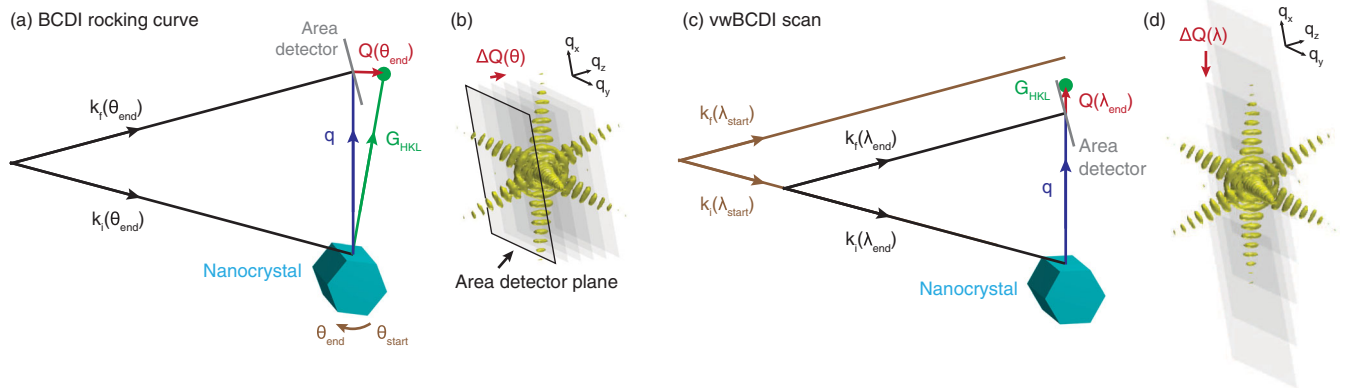 (a) BCDI rocking curve
Area
detector
Q(θend)
kf(θend)
q
GHKL
ki(θend)
Nanocrystal
θend
θstart
(b)
qx
qz
qy
ΔQ(θ)
Area detector plane
(c) vwBCDI scan
kf(λstart)
GHKL
Q(λend)
kf(λend)
Area
detector
ki(λstart)
q
ki(λend)
Nanocrystal
(d)
qx
qz
qy
ΔQ(λ)